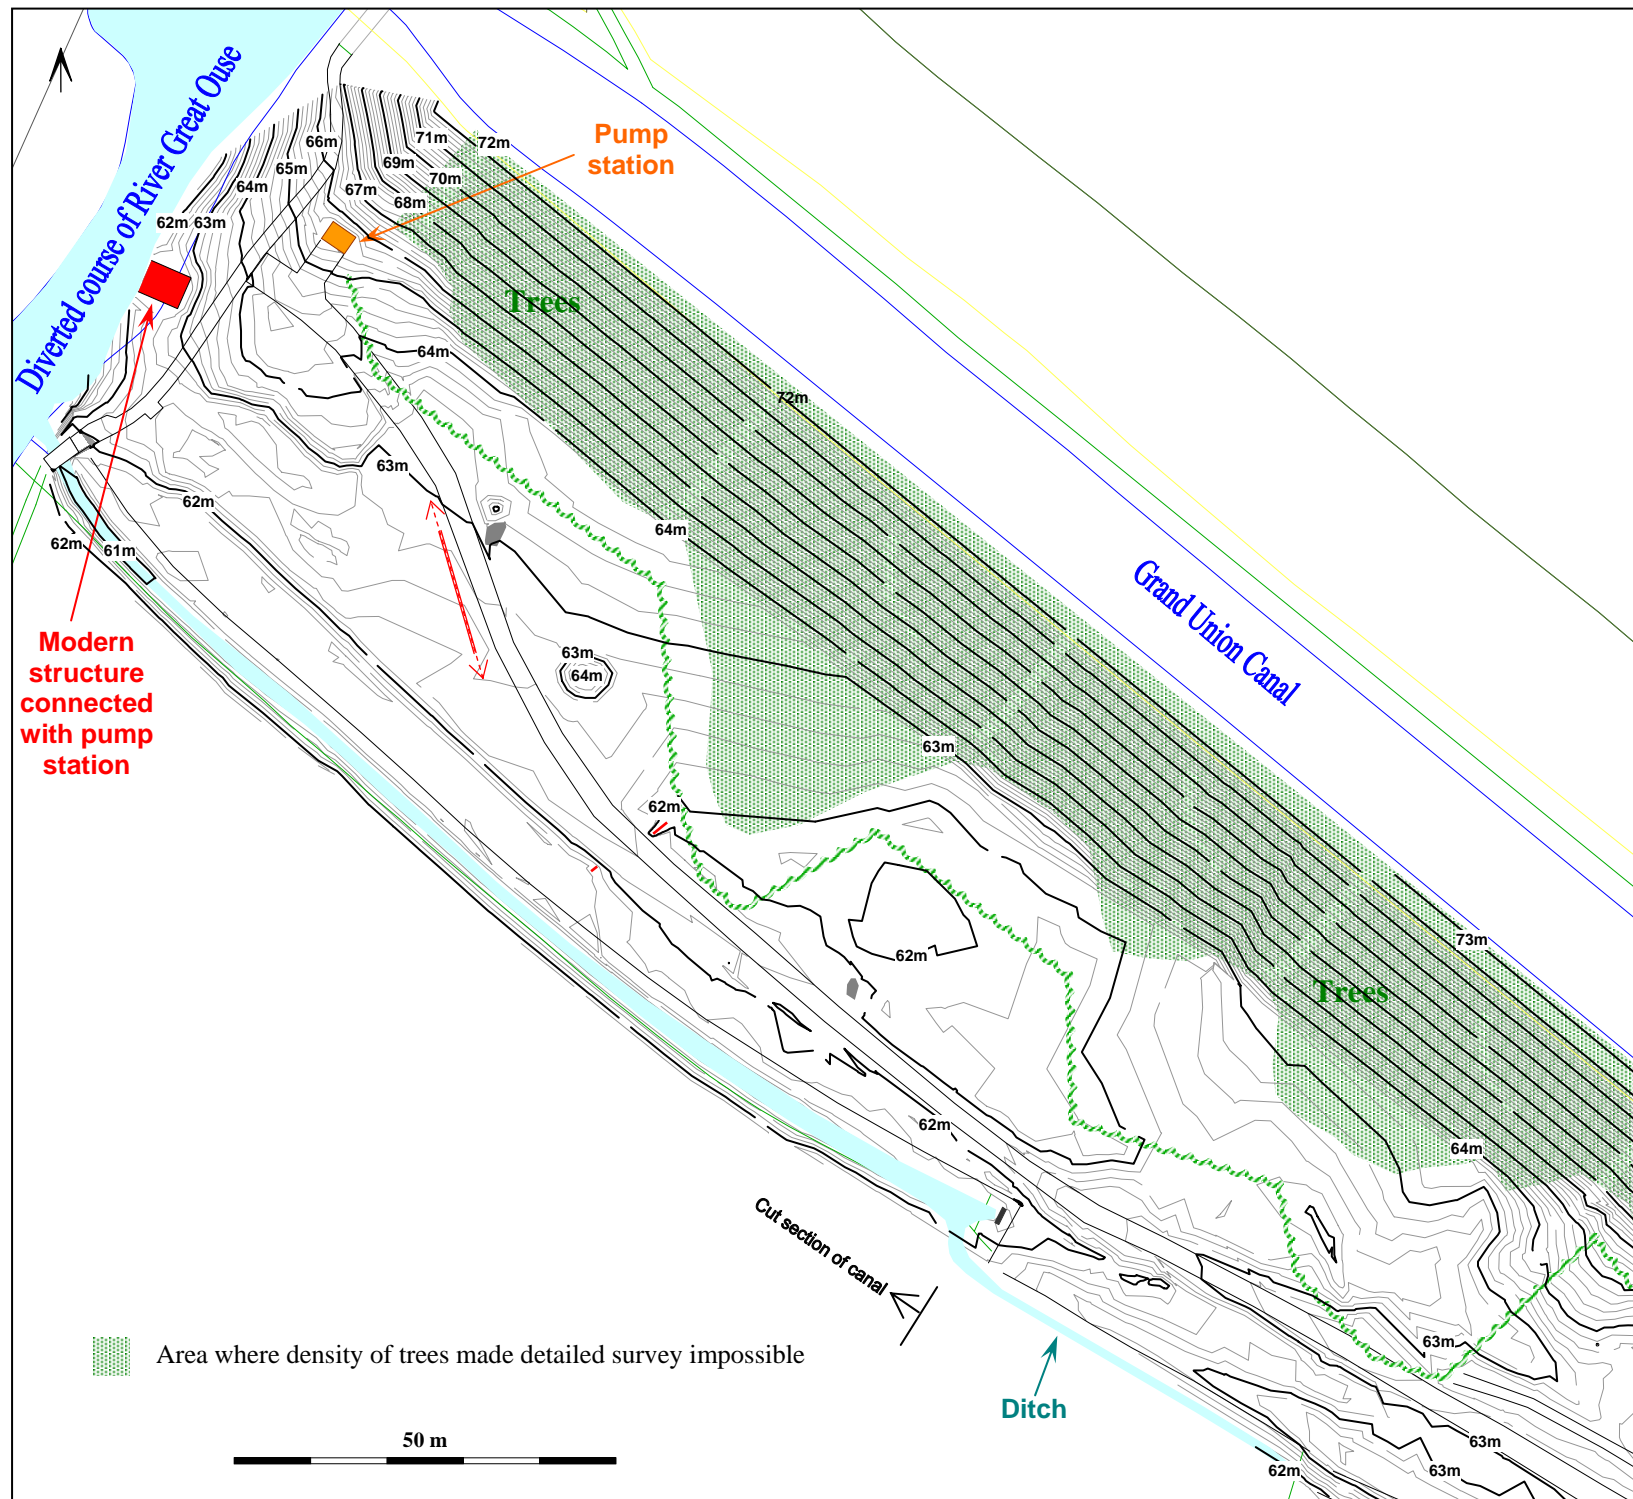 Diverted course of River Great Ouse
Pump
station
66m
71m
72m
65m
69m
70m
64m
67m
68m
62m
63m
Trees
64m
72m
63m
62m
64m
62m
61m
Grand Union Canal
Modern
structure
connected
with pump
station
63m
64m
63m
62m
73m
62m
Trees
62m
64m
Cut section of canal
63m
Area where density of trees made detailed survey impossible
Ditch
50 m
63m
63m
62m